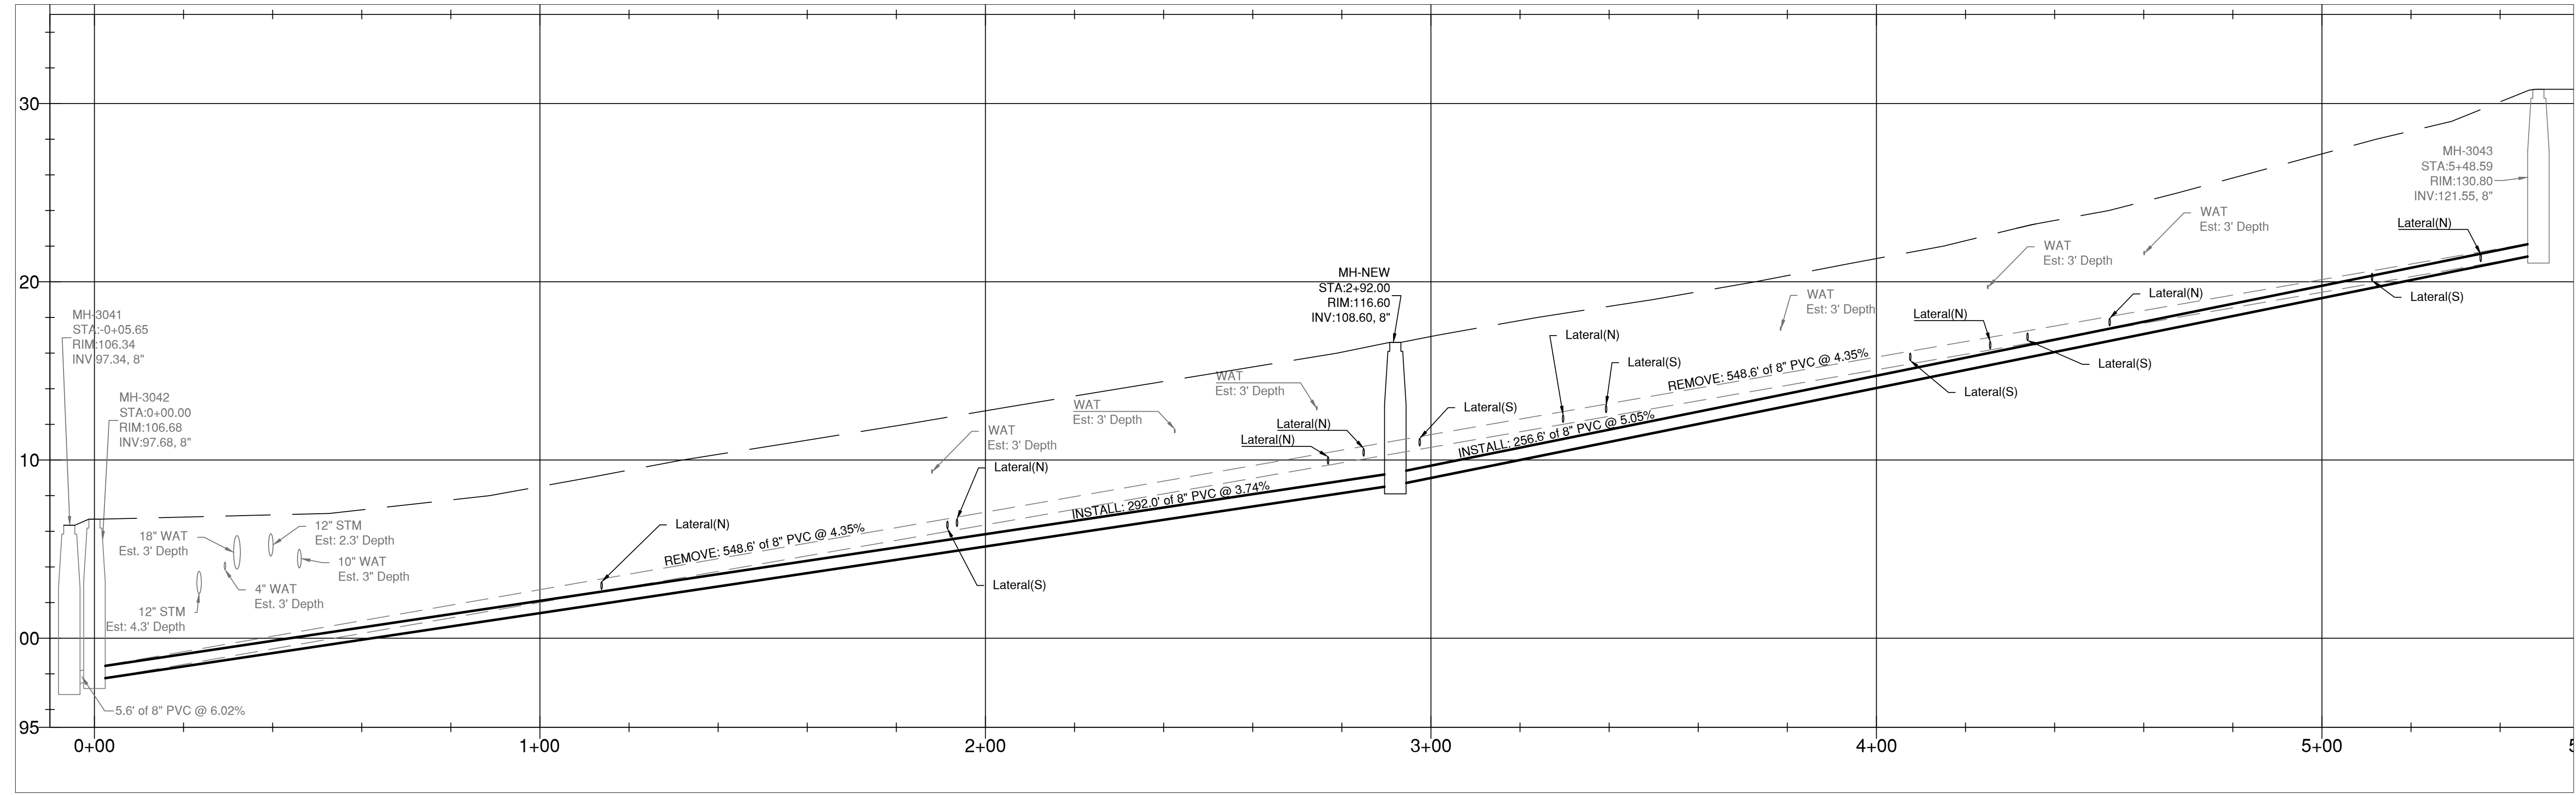 30
20
10
00
95
0+00
1+00
2+00
3+00
4+00
5+00
MH-3041
STA:-0+05.65
RIM:106.34
INV:97.34, 8"
MH-3042
STA:0+00.00
RIM:106.68
INV:97.68, 8"
18" WAT
Est. 3' Depth
12" STM
Est: 2.3' Depth
10" WAT
Est. 3" Depth
4" WAT
Est. 3' Depth
12" STM
Est: 4.3' Depth
5.6' of 8" PVC @ 6.02%
Lateral(N)
REMOVE: 548.6' of 8" PVC @ 4.35%
WAT
Est: 3' Depth
Lateral(N)
Lateral(S)
WAT
Est: 3' Depth
INSTALL: 292.0' of 8" PVC @ 3.74%
WAT
Est: 3' Depth
Lateral(N)
Lateral(N)
MH-NEW
STA:2+92.00
RIM:116.60
INV:108.60, 8"
Lateral(S)
Lateral(N)
Lateral(S)
INSTALL: 256.6' of 8" PVC @ 5.05%
REMOVE: 548.6' of 8" PVC @ 4.35%
WAT
Est: 3' Depth
Lateral(N)
Lateral(S)
WAT
Est: 3' Depth
Lateral(S)
Lateral(N)
WAT
Est: 3' Depth
Lateral(N)
Lateral(S)
MH-3043
STA:5+48.59
RIM:130.80
INV:121.55, 8"